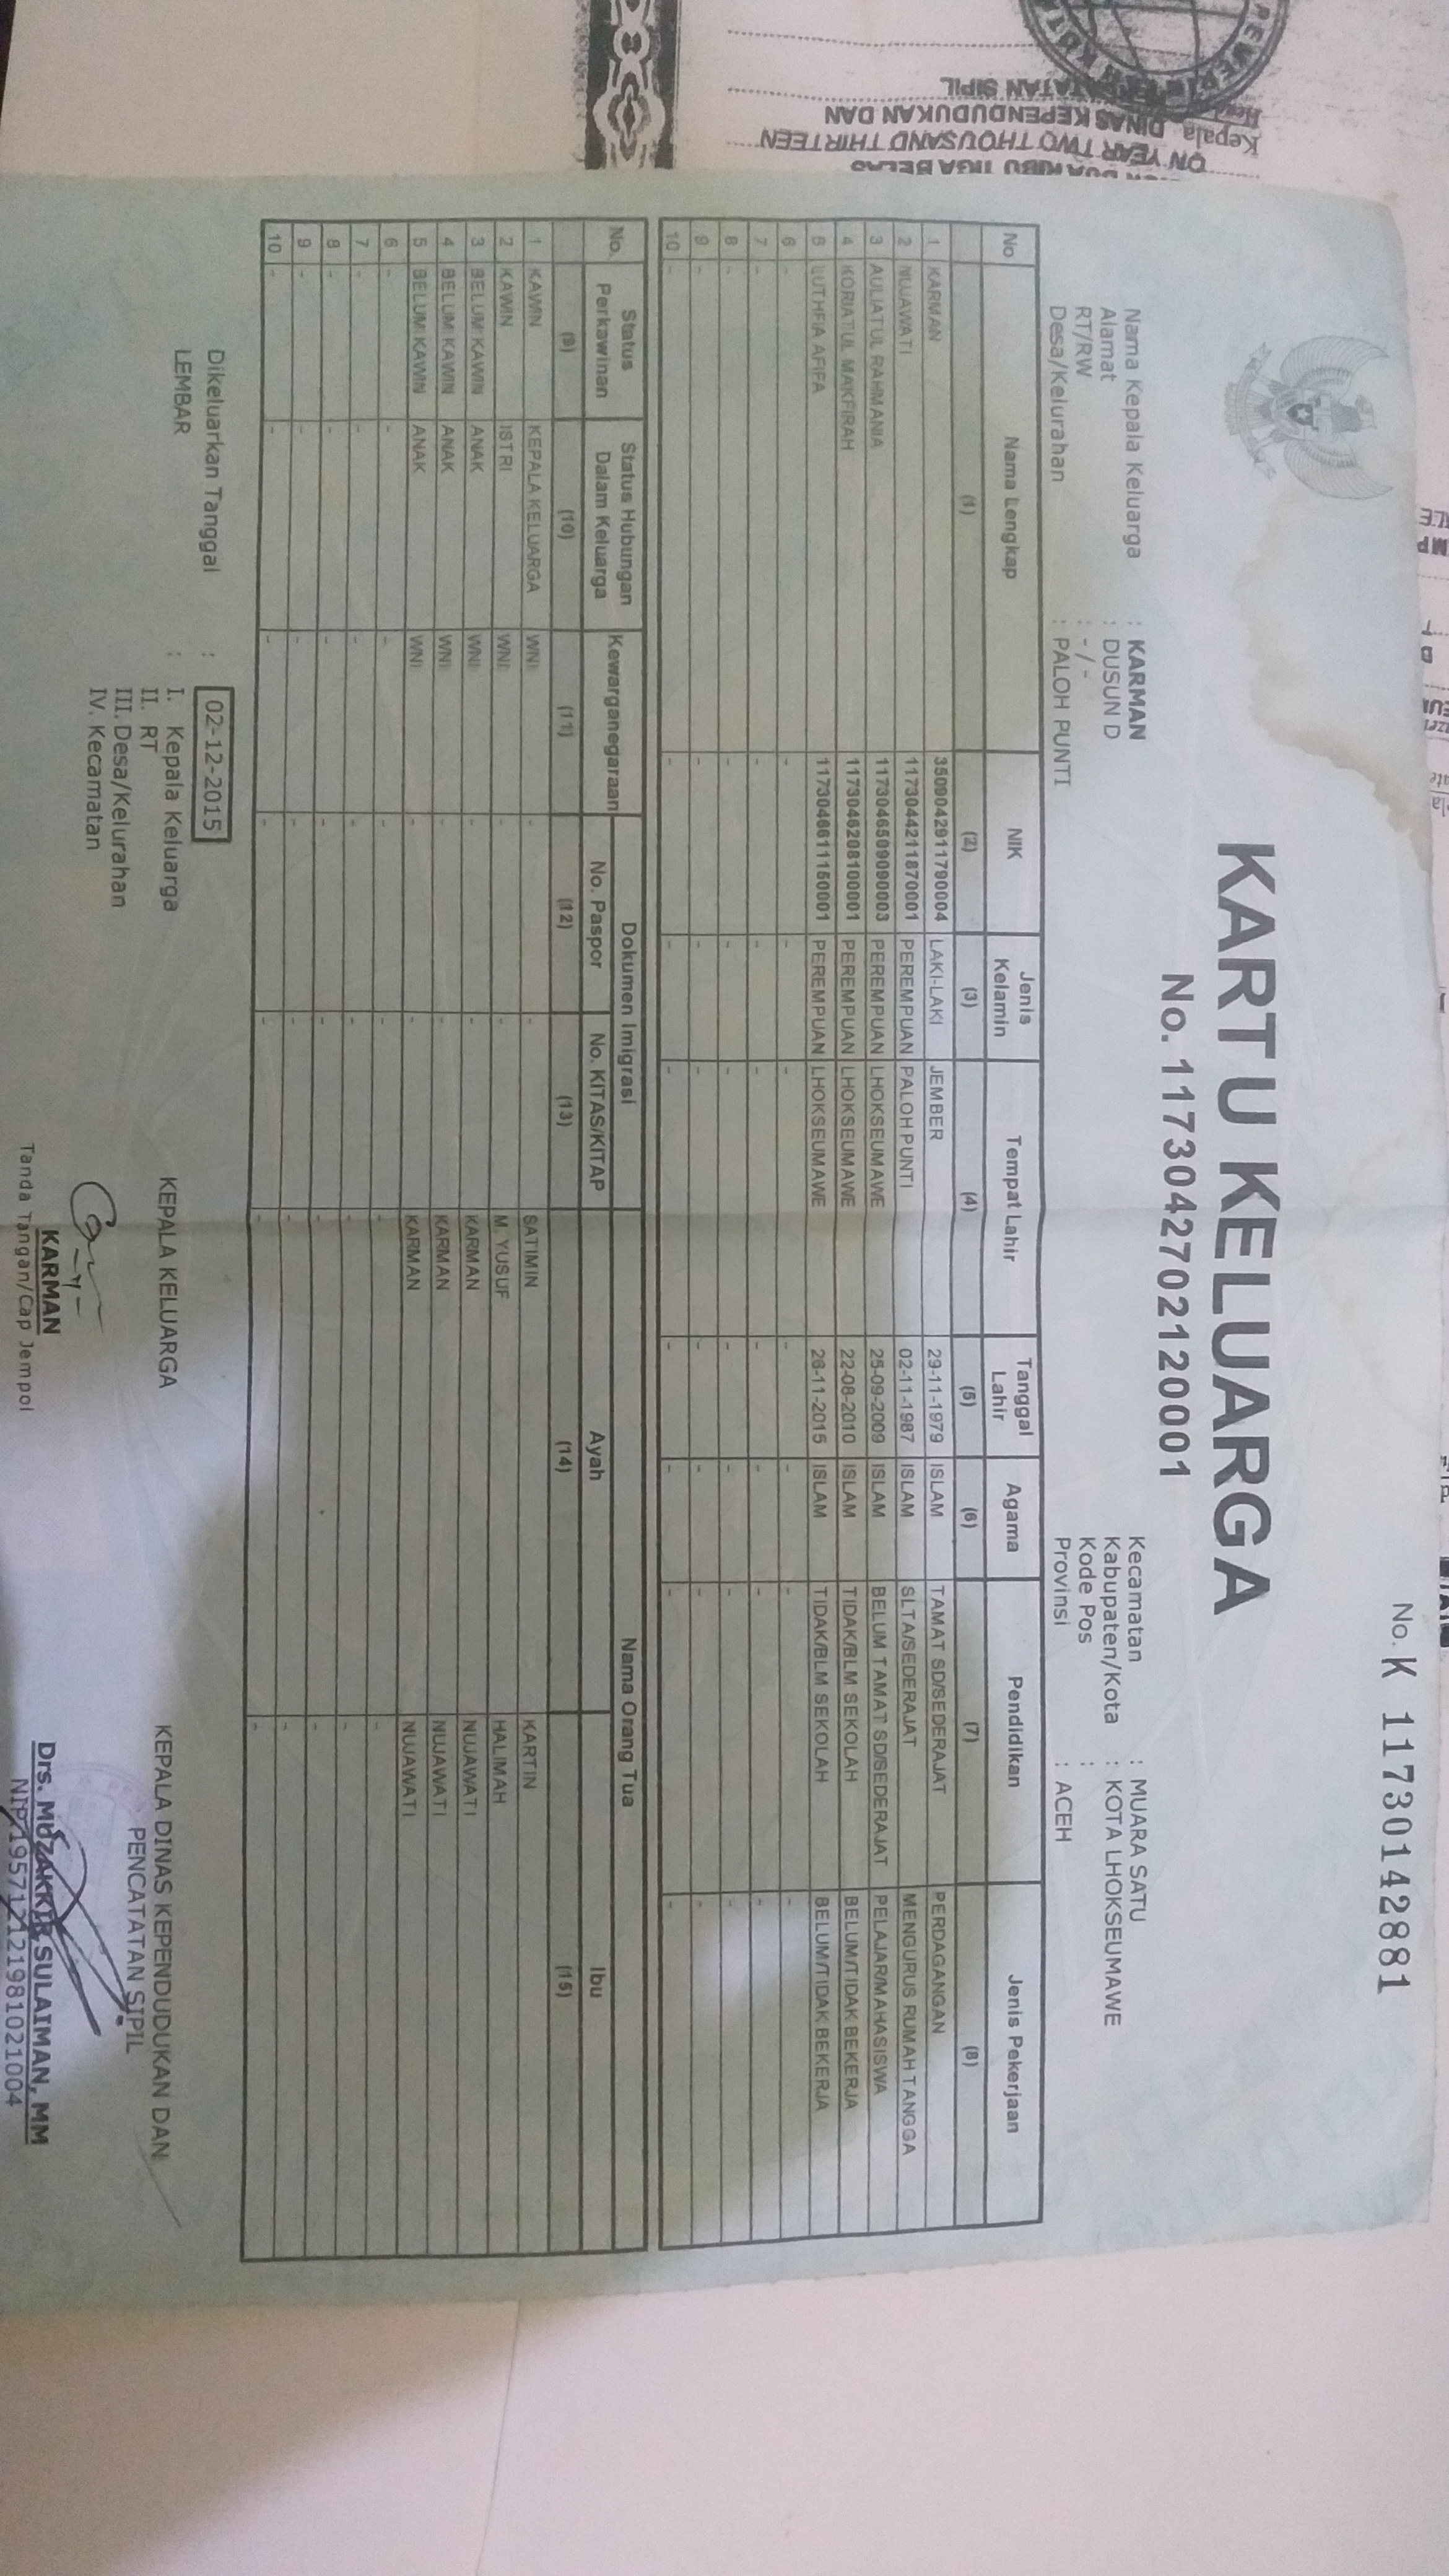 No. K 11730142881
KARTU KELUARGA
No. 1173042702120001
Nama Kepala Keluarga : KARMAN
Alamat : DUSUN D
RT/RW : - / -
Desa/Kelurahan : PALOH PUNTI
Kecamatan : MUARA SATU
Kabupaten/Kota : KOTA LHOKSEUMAWE
Kode Pos :
Provinsi : ACEH
No Nama Lengkap NIK Jenis Kelamin Tempat Lahir Tanggal Lahir Agama Pendidikan Jenis Pekerjaan
(1) (2) (3) (4) (5) (6) (7) (8)
1 KARMAN 3509042911790004 LAKI-LAKI JEMBER 29-11-1979 ISLAM TAMAT SD/SEDERAJAT PERDAGANGAN
2 NUJAWATI 1173044211870001 PEREMPUAN PALOH PUNTI 02-11-1987 ISLAM SLTA/SEDERAJAT MENGURUS RUMAH TANGGA
3 AULIATUL RAHMANIA 1173046509090003 PEREMPUAN LHOKSEUMAWE 25-09-2009 ISLAM BELUM TAMAT SD/SEDERAJAT PELAJAR/MAHASISWA
4 KORIATUL MAKFIRAH 1173046208100001 PEREMPUAN LHOKSEUMAWE 22-08-2010 ISLAM TIDAK/BLM SEKOLAH BELUM/TIDAK BEKERJA
5 LUTHFIA AFIFA 1173046611150001 PEREMPUAN LHOKSEUMAWE 26-11-2015 ISLAM TIDAK/BLM SEKOLAH BELUM/TIDAK BEKERJA
6 - - - - - - - -
7 - - - - - - - -
8 - - - - - - - -
9 - - - - - - - -
10 - - - - - - - -
No. Status Perkawinan Status Hubungan Dalam Keluarga Kewarganegaraan Dokumen Imigrasi Nama Orang Tua
No. Paspor No. KITAS/KITAP Ayah Ibu
(9) (10) (11) (12) (13) (14) (15)
1 KAWIN KEPALA KELUARGA WNI - - SATIMIN KARTIN
2 KAWIN ISTRI WNI - - M. YUSUF HALIMAH
3 BELUM KAWIN ANAK WNI - - KARMAN NUJAWATI
4 BELUM KAWIN ANAK WNI - - KARMAN NUJAWATI
5 BELUM KAWIN ANAK WNI - - KARMAN NUJAWATI
6 - - - - - - -
7 - - - - - - -
8 - - - - - - -
9 - - - - - - -
10 - - - - - - -
Dikeluarkan Tanggal : 02-12-2015
LEMBAR : I. Kepala Keluarga
II. RT
III. Desa/Kelurahan
IV. Kecamatan
KEPALA KELUARGA
KARMAN
Tanda Tangan/Cap Jempol
KEPALA DINAS KEPENDUDUKAN DAN
PENCATATAN SIPIL
Drs. MUZAKKIR SULAIMAN, MM
NIP. 195712121981021004
ON YEAR TWO THOUSAND THIRTEEN
Kepala DINAS KEPENDUDUKAN DAN